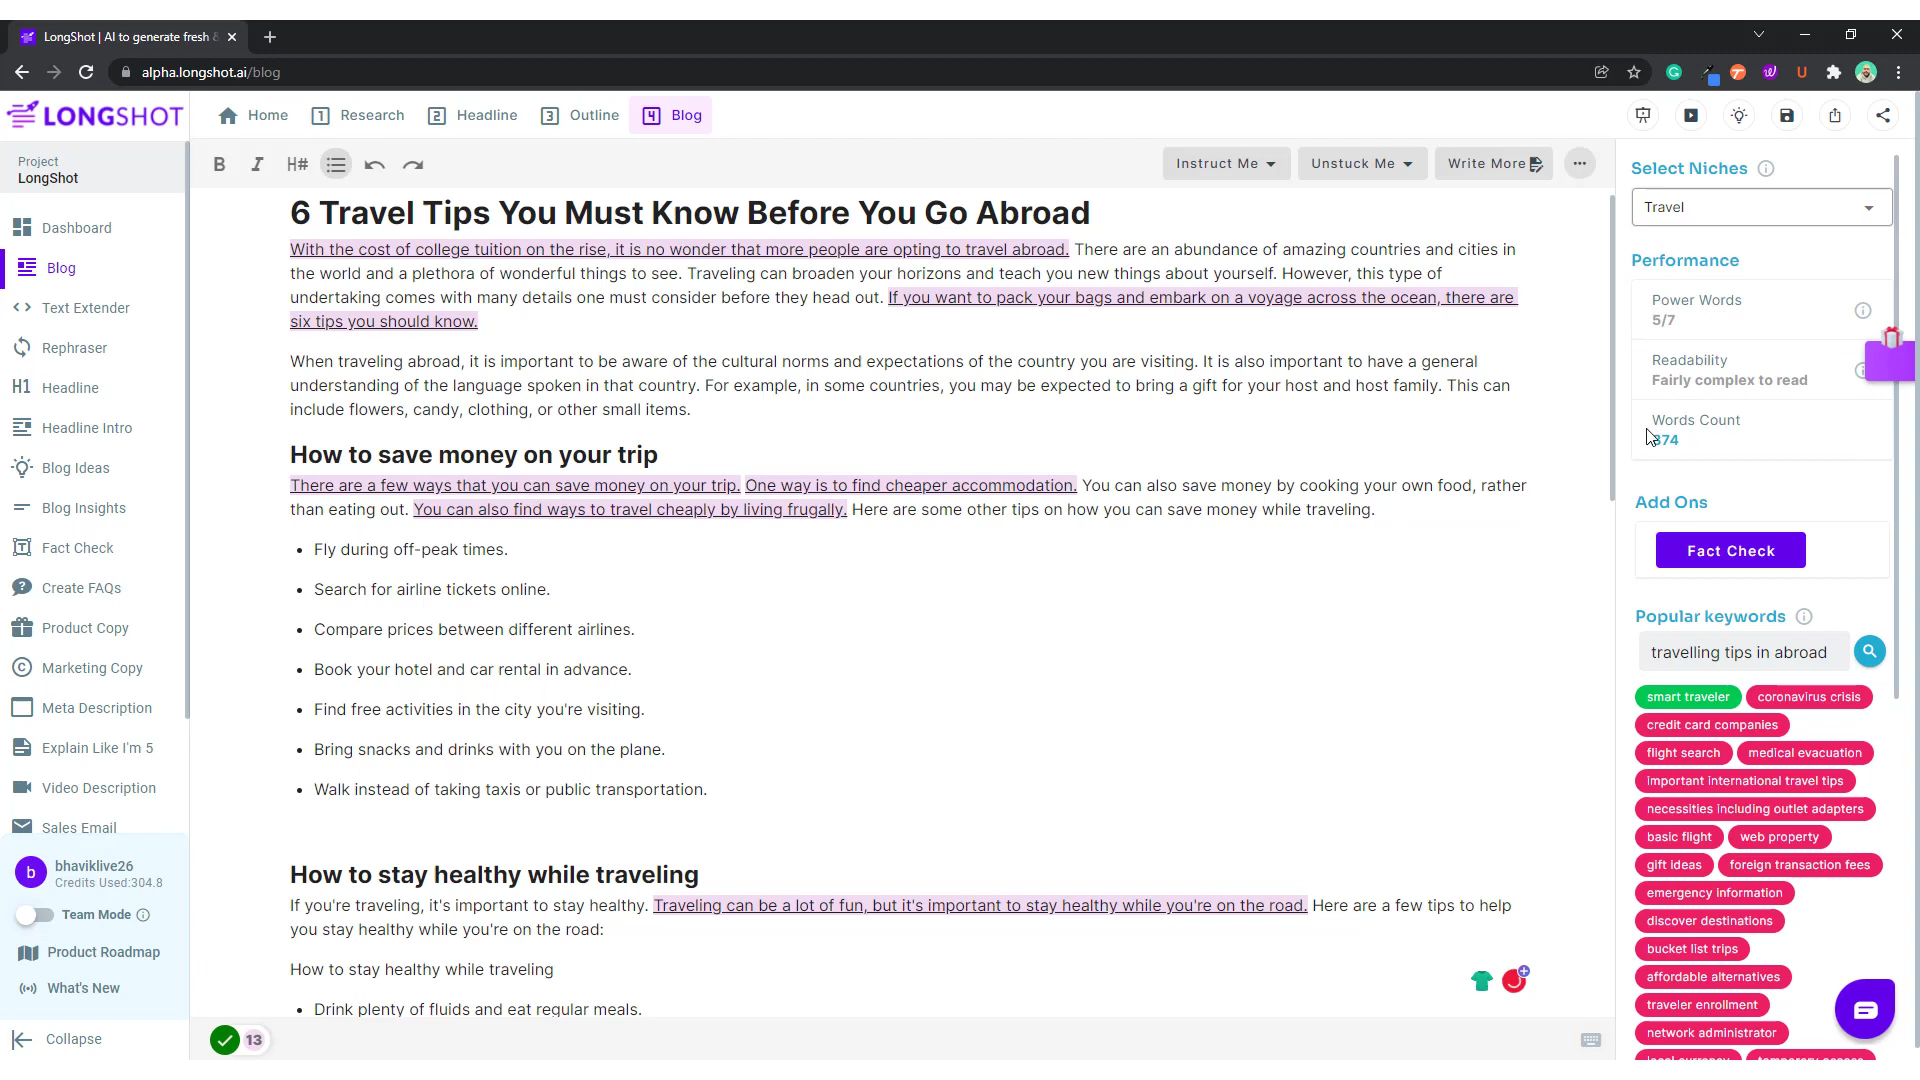 LongShot | AI to generate fresh &
alpha.longshot.ai/blog
LONGSHOT
Home
1 Research
2 Headline
3 Outline
4 Blog
Project
LongShot
Dashboard
Blog
Text Extender
Rephraser
H1 Headline
Headline Intro
Blog Ideas
Blog Insights
Fact Check
Create FAQs
Product Copy
Marketing Copy
Meta Description
Explain Like I'm 5
Video Description
Sales Email
b
bhaviklive26
Credits Used:304.8
Team Mode
Product Roadmap
What's New
Collapse
B I H#
Instruct Me
Unstuck Me
Write More
6 Travel Tips You Must Know Before You Go Abroad
With the cost of college tuition on the rise, it is no wonder that more people are opting to travel abroad. There are an abundance of amazing countries and cities in
the world and a plethora of wonderful things to see. Traveling can broaden your horizons and teach you new things about yourself. However, this type of
undertaking comes with many details one must consider before they head out. If you want to pack your bags and embark on a voyage across the ocean, there are
six tips you should know.
When traveling abroad, it is important to be aware of the cultural norms and expectations of the country you are visiting. It is also important to have a general
understanding of the language spoken in that country. For example, in some countries, you may be expected to bring a gift for your host and host family. This can
include flowers, candy, clothing, or other small items.
How to save money on your trip
There are a few ways that you can save money on your trip. One way is to find cheaper accommodation. You can also save money by cooking your own food, rather
than eating out. You can also find ways to travel cheaply by living frugally. Here are some other tips on how you can save money while traveling.
• Fly during off-peak times.
• Search for airline tickets online.
• Compare prices between different airlines.
• Book your hotel and car rental in advance.
• Find free activities in the city you're visiting.
• Bring snacks and drinks with you on the plane.
• Walk instead of taking taxis or public transportation.
How to stay healthy while traveling
If you're traveling, it's important to stay healthy. Traveling can be a lot of fun, but it's important to stay healthy while you're on the road. Here are a few tips to help
you stay healthy while you're on the road:
How to stay healthy while traveling
• Drink plenty of fluids and eat regular meals.
13
Select Niches
Travel
Performance
Power Words
5/7
Readability
Fairly complex to read
Words Count
Add Ons
Fact Check
Popular keywords
travelling tips in abroad
smart traveler
coronavirus crisis
credit card companies
flight search
medical evacuation
important international travel tips
necessities including outlet adapters
basic flight
web property
gift ideas
foreign transaction fees
emergency information
discover destinations
bucket list trips
affordable alternatives
traveler enrollment
network administrator